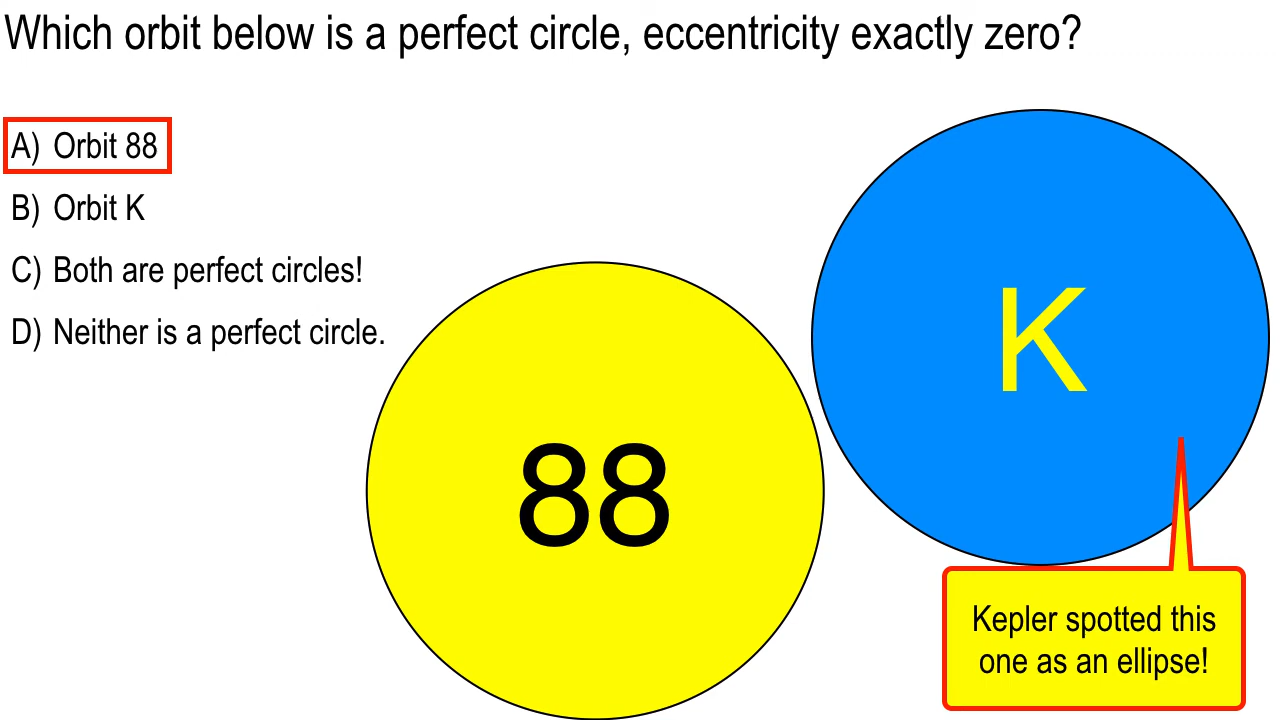 Which orbit below is a perfect circle, eccentricity exactly zero?
A) Orbit 88
B) Orbit K
C) Both are perfect circles!
D) Neither is a perfect circle.
K
88
Kepler spotted this
one as an ellipse!